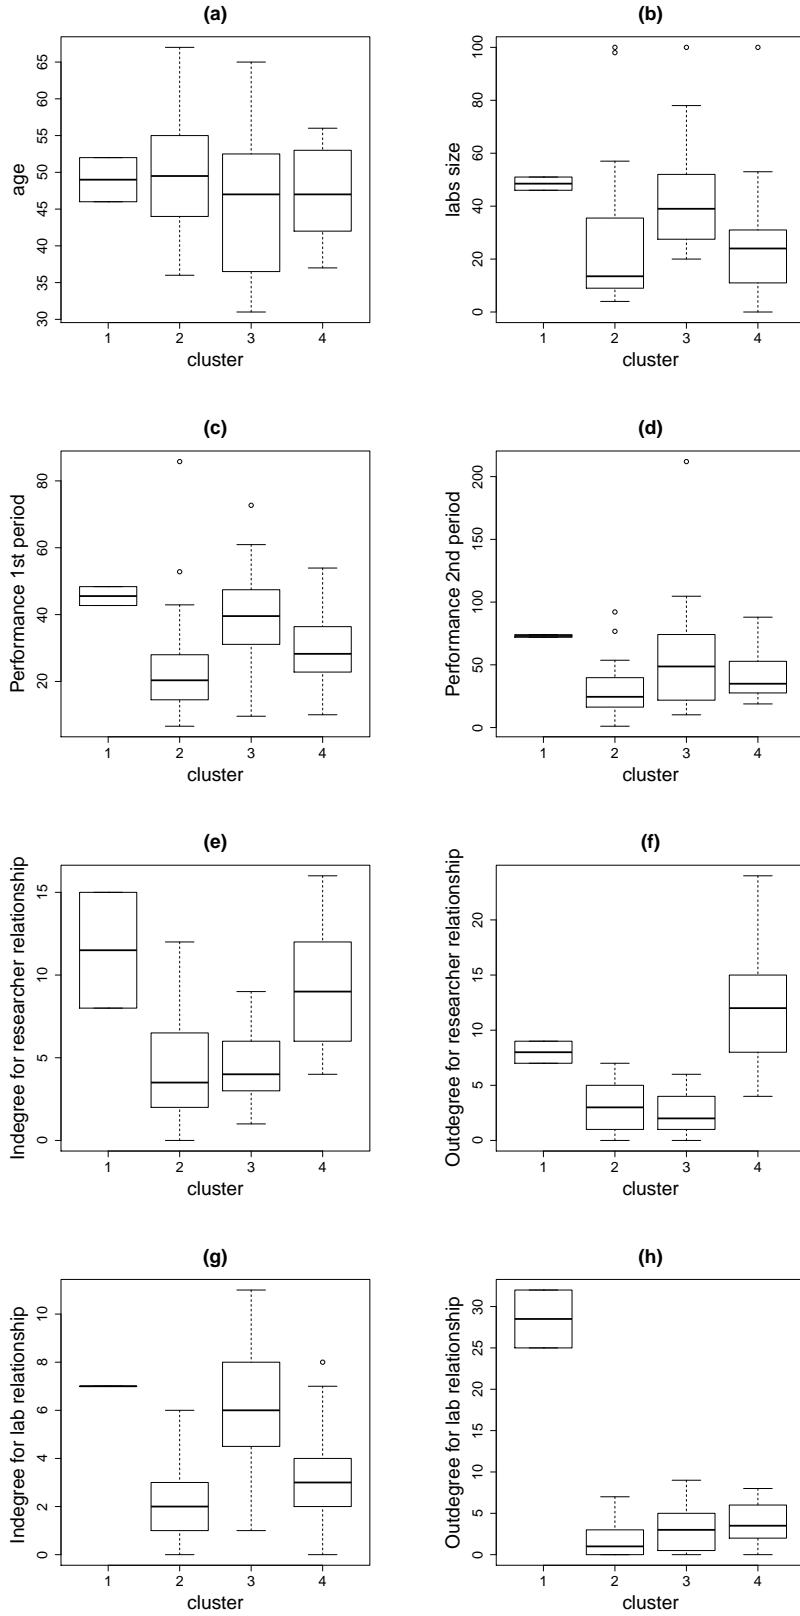 (a)
age
30 35 40 45 50 55 60 65
1 2 3 4
cluster
(b)
labs size
0 20 40 60 80 100
1 2 3 4
cluster
(c)
Performance 1st period
20 40 60 80
1 2 3 4
cluster
(d)
Performance 2nd period
0 50 100 150 200
1 2 3 4
cluster
(e)
Indegree for researcher relationship
0 5 10 15
1 2 3 4
cluster
(f)
Outdegree for researcher relationship
0 5 10 15 20
1 2 3 4
cluster
(g)
Indegree for lab relationship
0 2 4 6 8 10
1 2 3 4
cluster
(h)
Outdegree for lab relationship
0 5 10 15 20 25 30
1 2 3 4
cluster